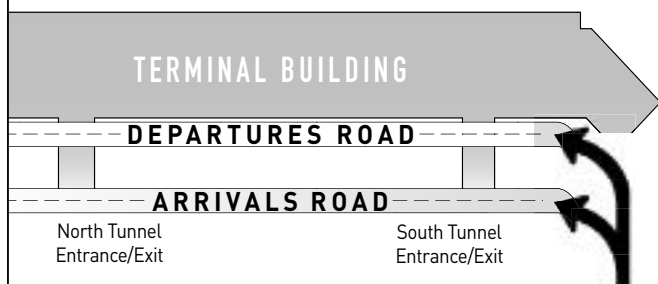 TERMINAL BUILDING
DEPARTURES ROAD
ARRIVALS ROAD
North Tunnel
Entrance/Exit
South Tunnel
Entrance/Exit